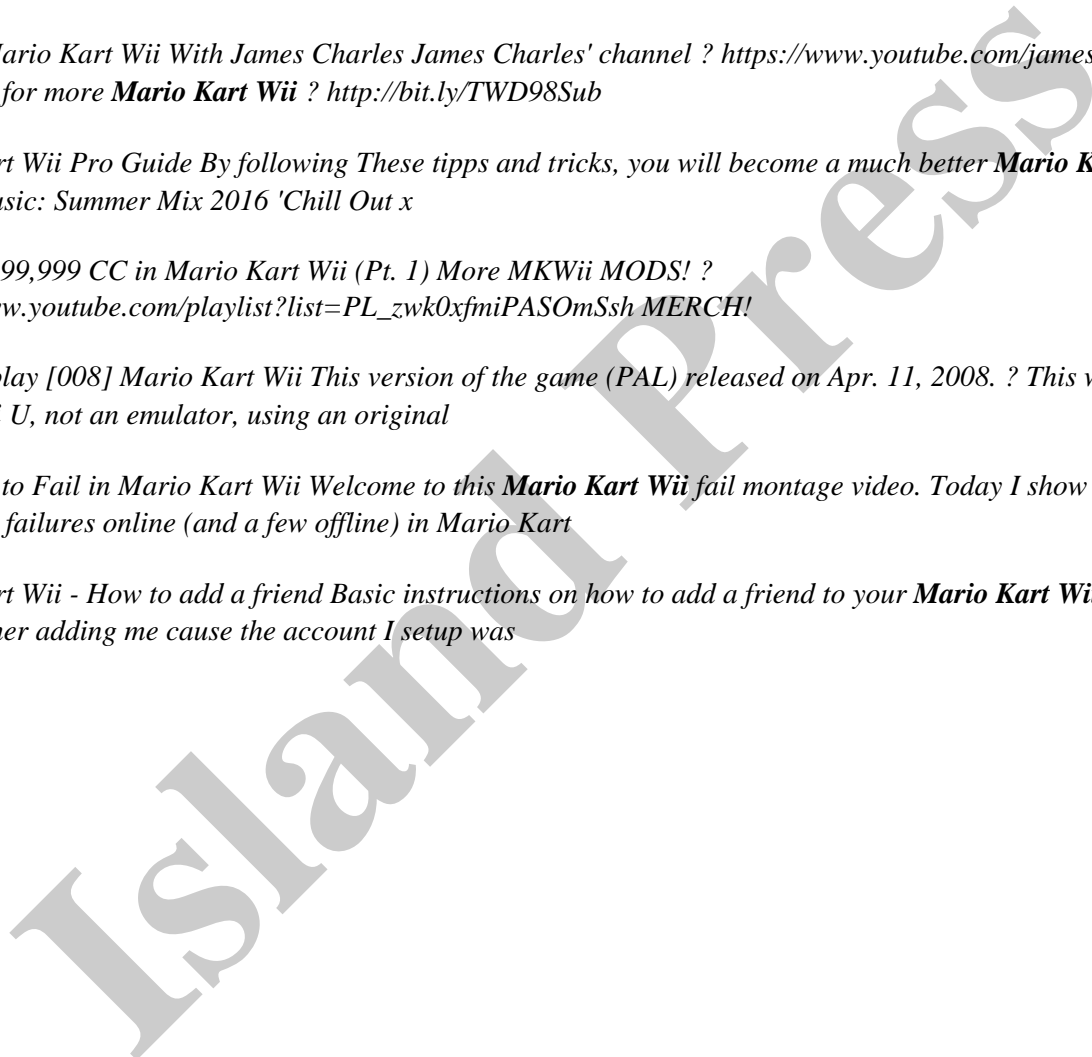 Mario Kart Wii With James Charles James Charles' channel ? https://www.youtube.com/james
for more Mario Kart Wii ? http://bit.ly/TWD98Sub
rt Wii Pro Guide By following These tipps and tricks, you will become a much better Mario K
usic: Summer Mix 2016 'Chill Out x
99,999 CC in Mario Kart Wii (Pt. 1) More MKWii MODS! ?
w.youtube.com/playlist?list=PL_zwk0xfmiPASOmSsh MERCH!
lay [008] Mario Kart Wii This version of the game (PAL) released on Apr. 11, 2008. ? This w
U, not an emulator, using an original
to Fail in Mario Kart Wii Welcome to this Mario Kart Wii fail montage video. Today I show
failures online (and a few offline) in Mario Kart
rt Wii - How to add a friend Basic instructions on how to add a friend to your Mario Kart Wii
her adding me cause the account I setup was
Island Press